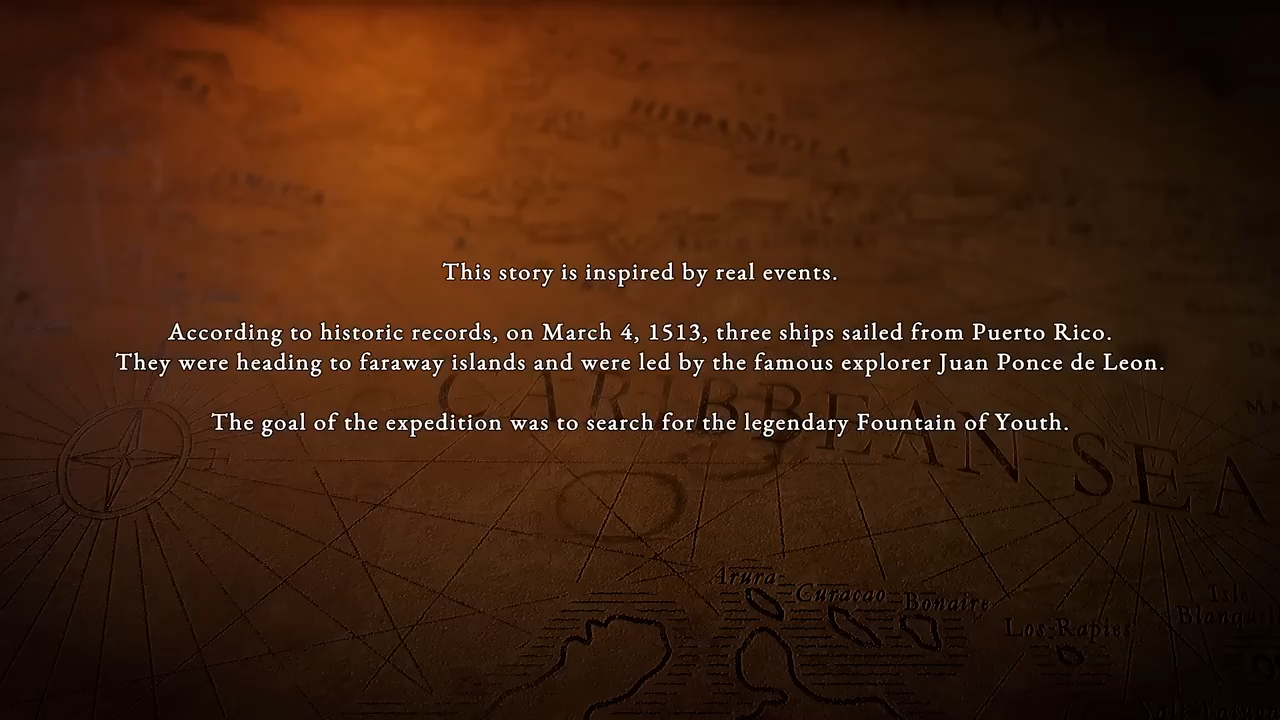 HISPANIOLA
This story is inspired by real events.
According to historic records, on March 4, 1513, three ships sailed from Puerto Rico.
They were heading to faraway islands and were led by the famous explorer Juan Ponce de Leon.
The goal of the expedition was to search for the legendary Fountain of Youth.
CARIBBEAN SEA
Arura
Curacao
Bonaire
Los Rapies
Isle
Blanqu